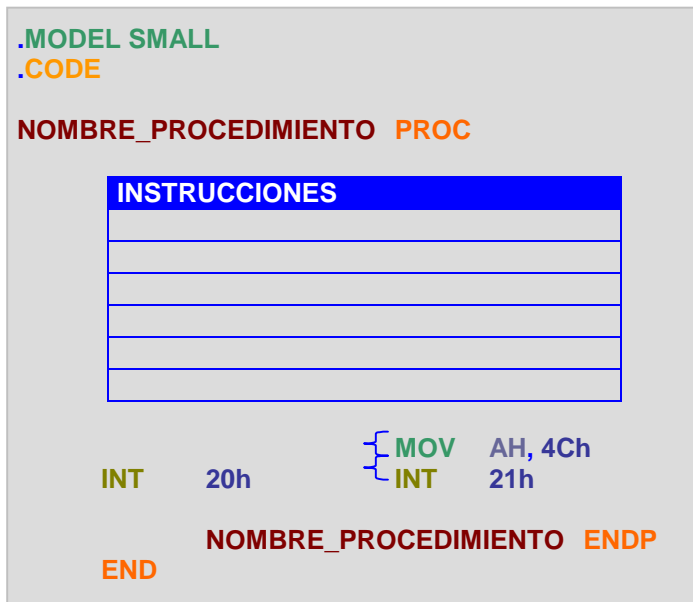 .MODEL SMALL
.CODE
NOMBRE_PROCEDIMIENTO PROC
INSTRUCCIONES
MOV AH, 4Ch
INT 20h INT 21h
NOMBRE_PROCEDIMIENTO ENDP
END